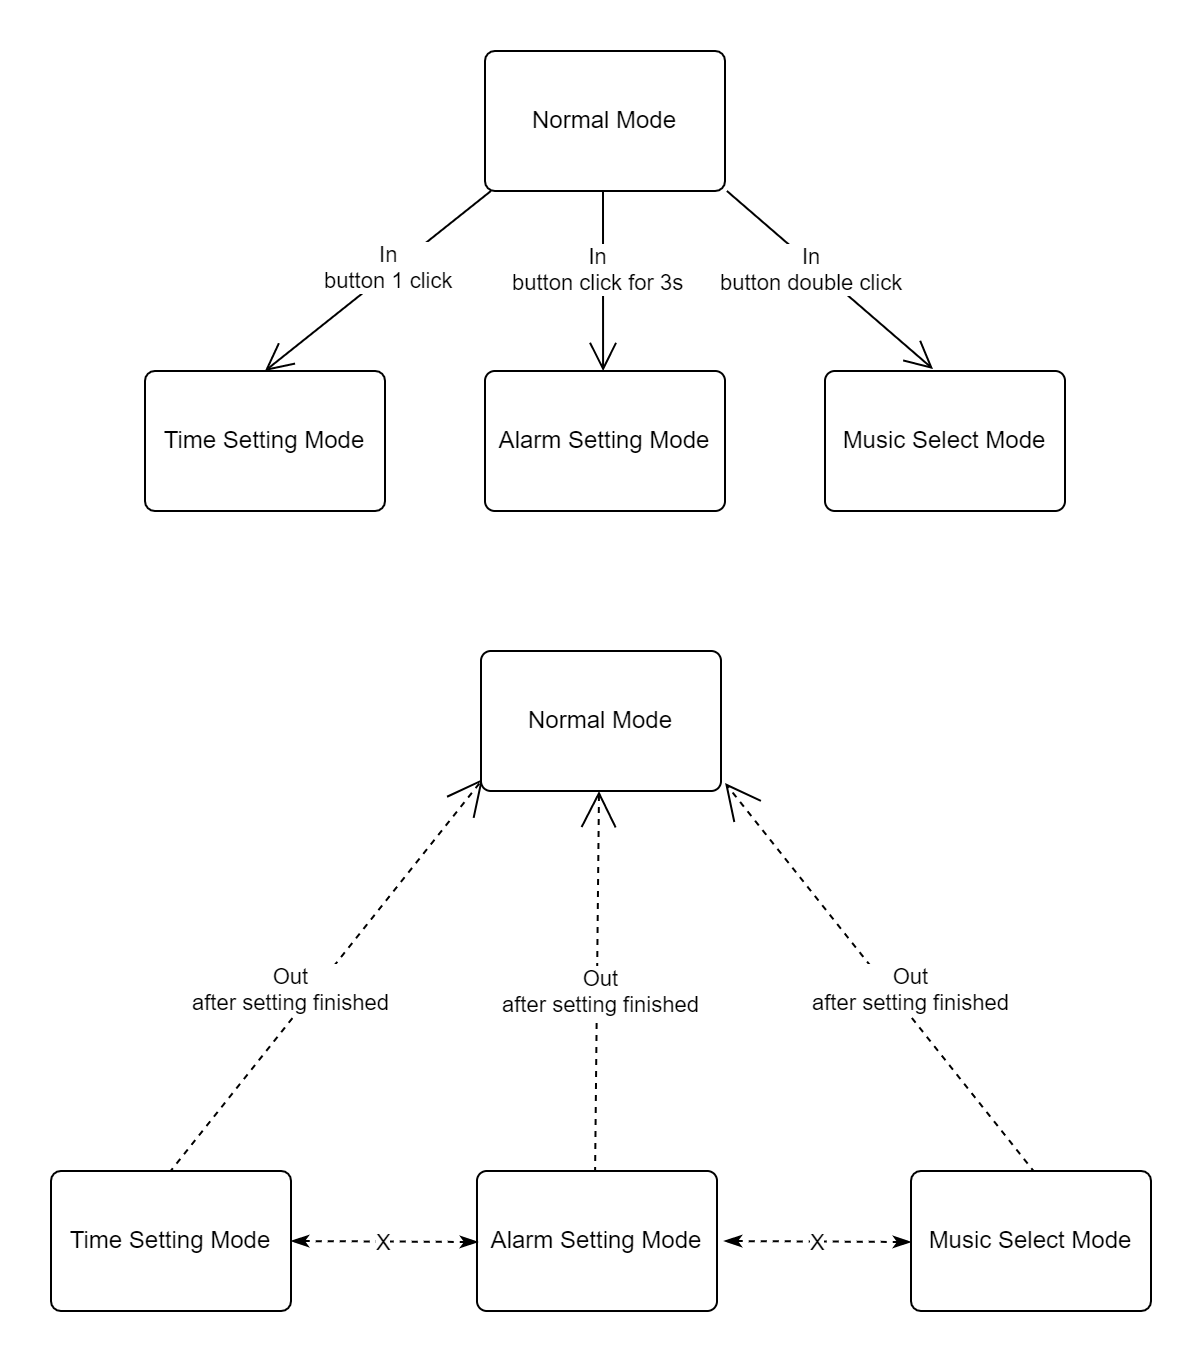 Normal Mode
In
button 1 click
In
button click for 3s
In
button double click
Time Setting Mode
Alarm Setting Mode
Music Select Mode
Normal Mode
Out
after setting finished
Out
after setting finished
Out
after setting finished
Time Setting Mode
X
Alarm Setting Mode
X
Music Select Mode